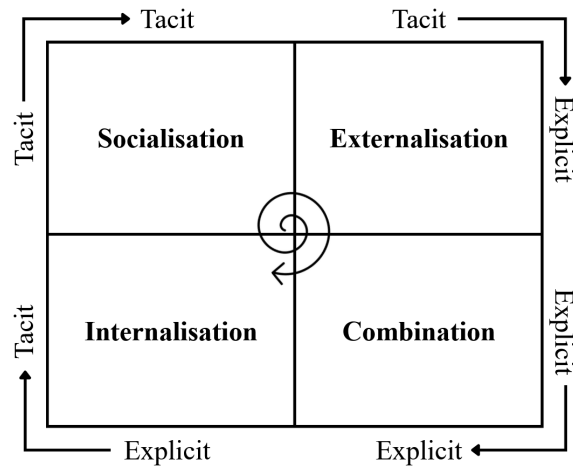 Tacit
Tacit
Tacit
Explicit
Socialisation
Externalisation
Internalisation
Combination
Tacit
Explicit
Explicit
Explicit